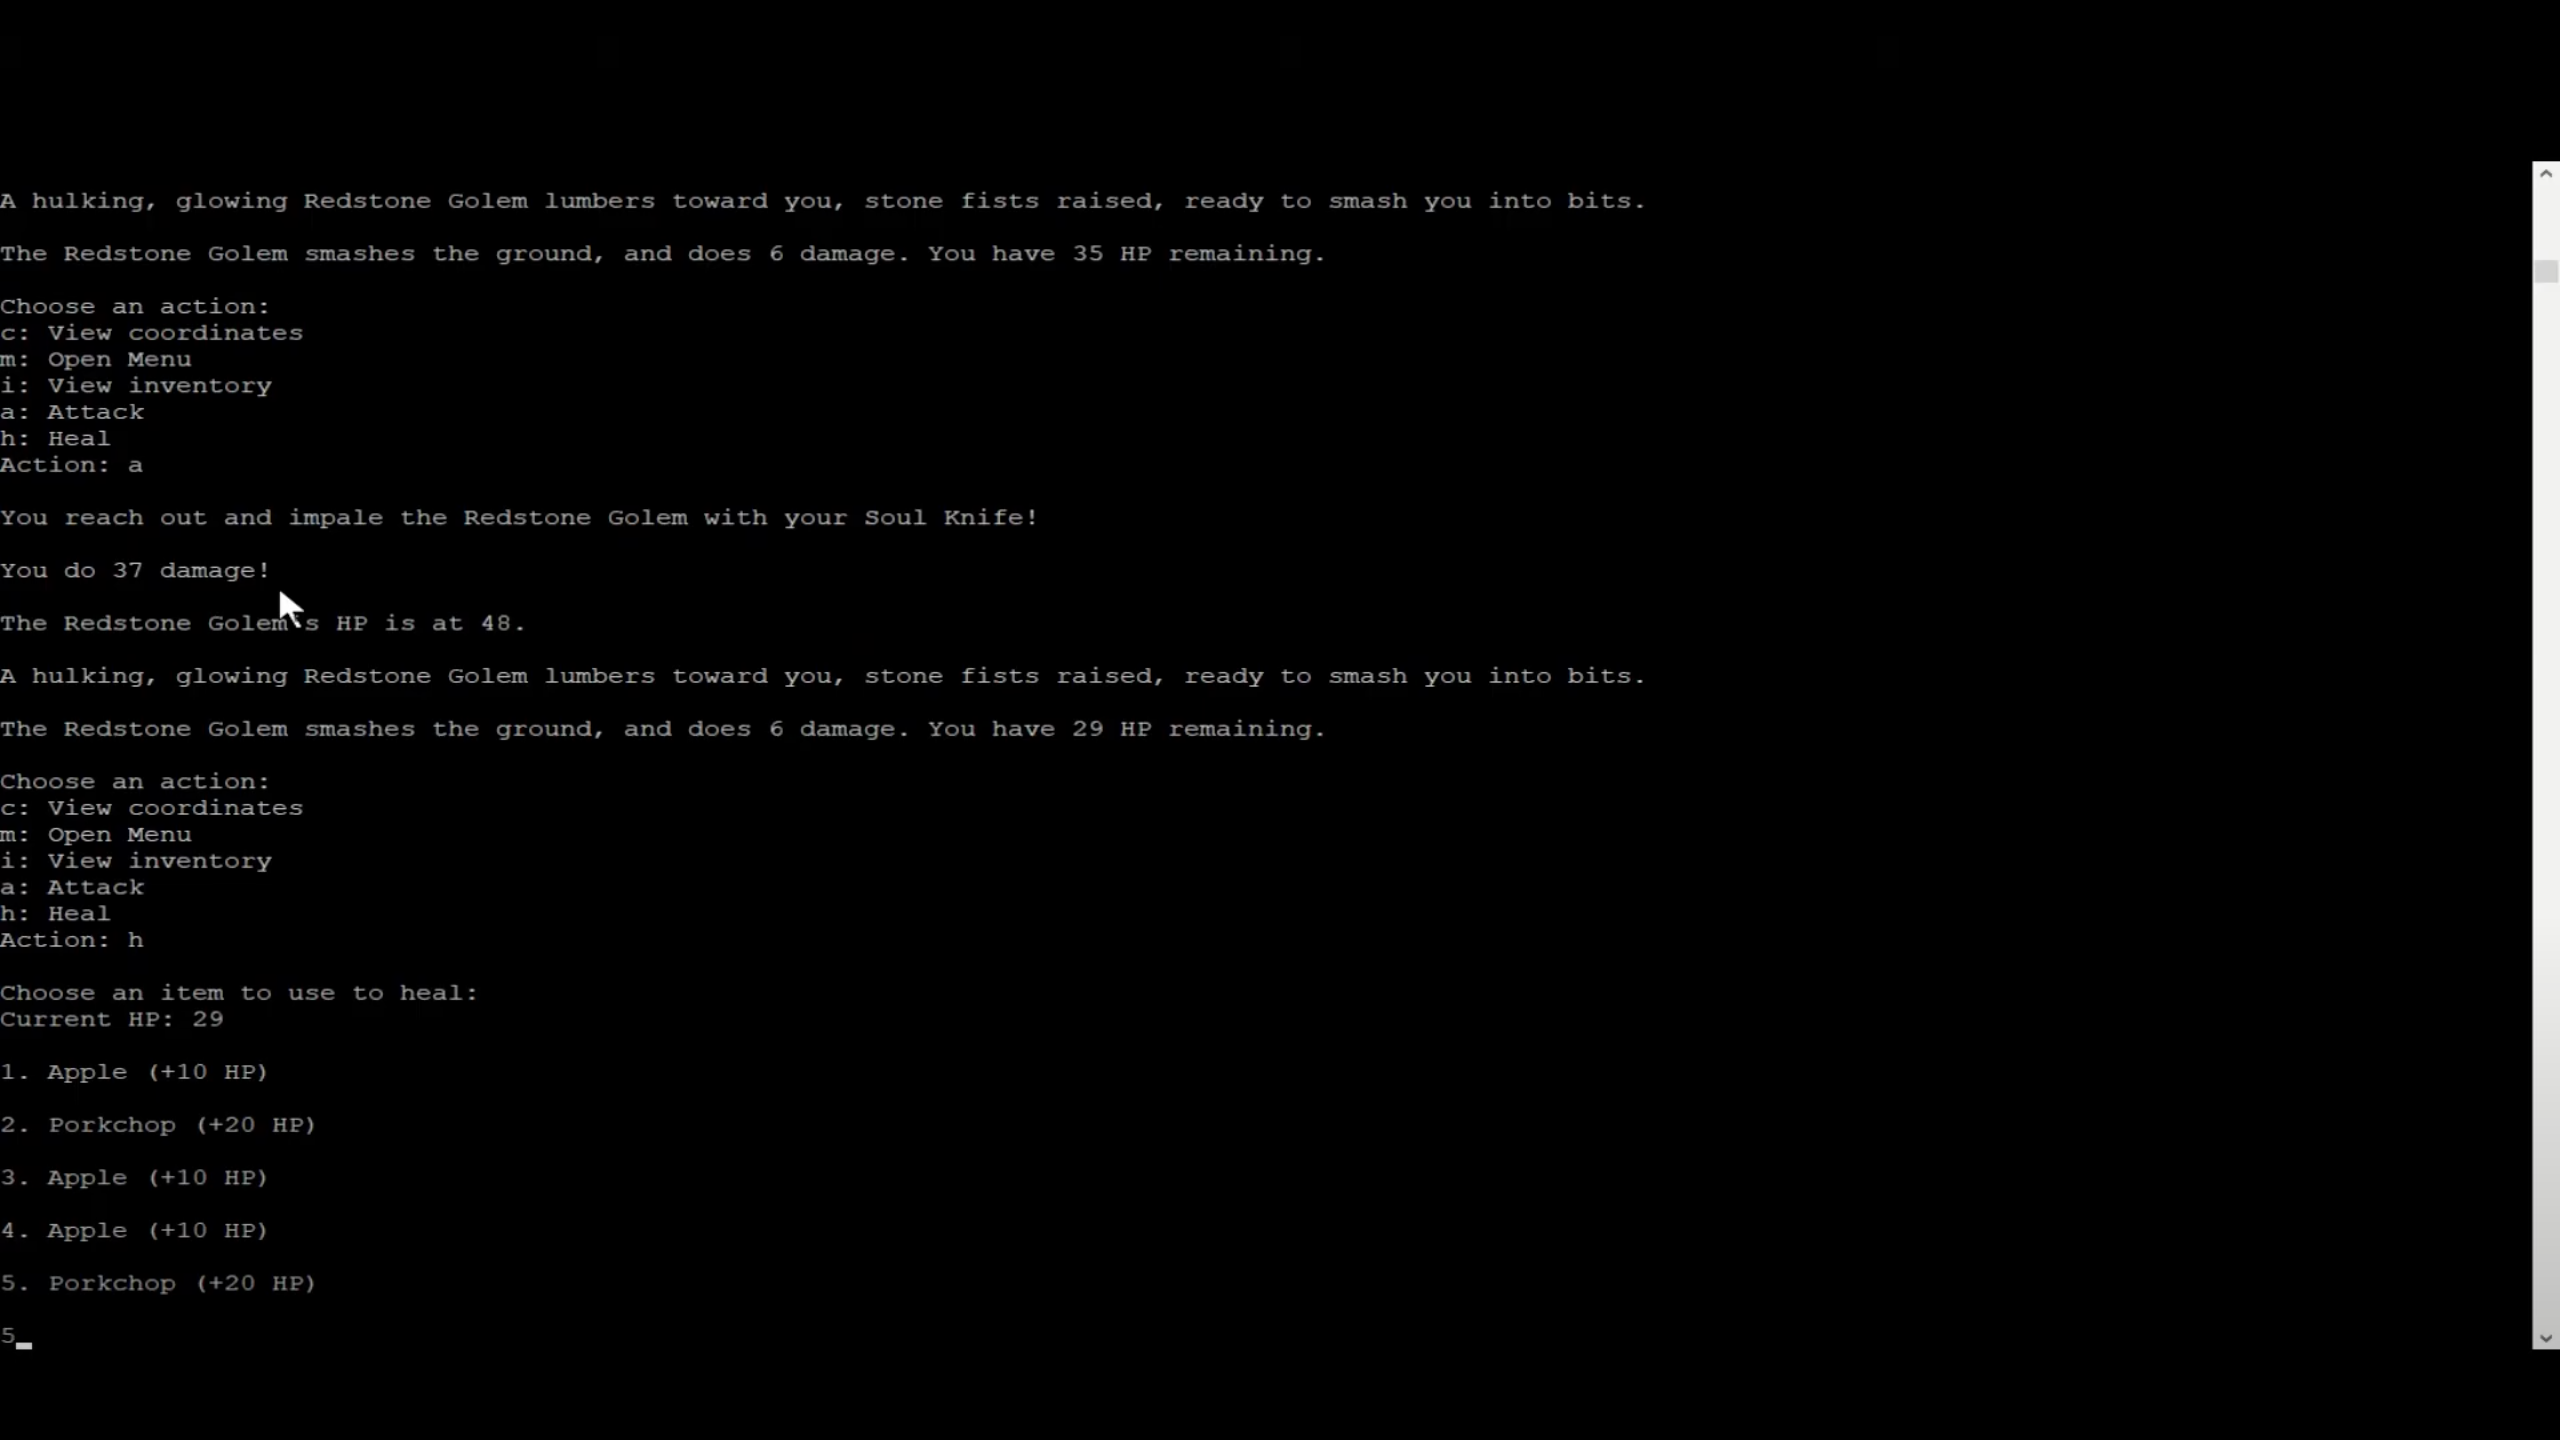 A hulking, glowing Redstone Golem lumbers toward you, stone fists raised, ready to smash you into bits.
The Redstone Golem smashes the ground, and does 6 damage. You have 35 HP remaining.
Choose an action:
c: View coordinates
m: Open Menu
i: View inventory
a: Attack
h: Heal
Action: a
You reach out and impale the Redstone Golem with your Soul Knife!
You do 37 damage!
The Redstone Golem's HP is at 48.
A hulking, glowing Redstone Golem lumbers toward you, stone fists raised, ready to smash you into bits.
The Redstone Golem smashes the ground, and does 6 damage. You have 29 HP remaining.
Choose an action:
c: View coordinates
m: Open Menu
i: View inventory
a: Attack
h: Heal
Action: h
Choose an item to use to heal:
Current HP: 29
1. Apple (+10 HP)
2. Porkchop (+20 HP)
3. Apple (+10 HP)
4. Apple (+10 HP)
5. Porkchop (+20 HP)
5